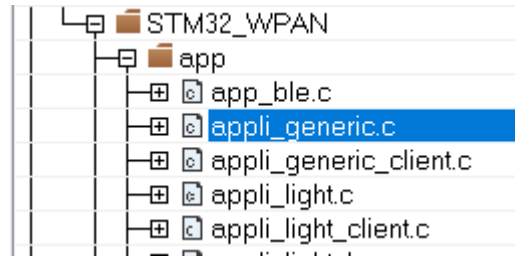 STM32_WPAN
app
app_ble.c
appli_generic.c
appli_generic_client.c
appli_light.c
appli_light_client.c